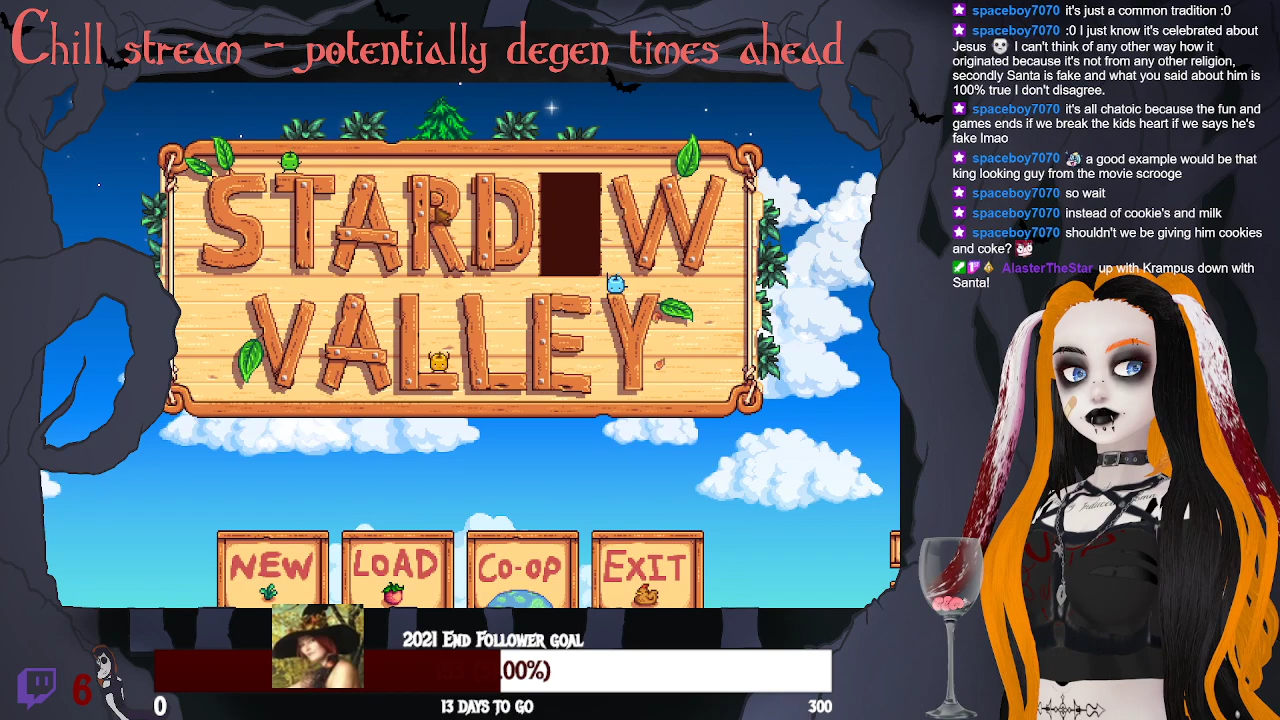 Chill stream - potentially degen times ahead
STARD W
VALLEY
NEW
LOAD
CO-OP
EXIT
2021 End Follower goal
.00%)
0
13 days to go
300
6
spaceboy7070 it's just a common tradition :0
spaceboy7070 :0 I just know it's celebrated about
Jesus I can't think of any other way how it
originated because it's not from any other religion,
secondly Santa is fake and what you said about him is
100% true I don't disagree.
spaceboy7070 it's all chatoic because the fun and
games ends if we break the kids heart if we says he's
fake lmao
spaceboy7070 a good example would be that
king looking guy from the movie scrooge
spaceboy7070 so wait
spaceboy7070 instead of cookie's and milk
spaceboy7070 shouldn't we be giving him cookies
and coke?
AlasterTheStar up with Krampus down with
Santa!